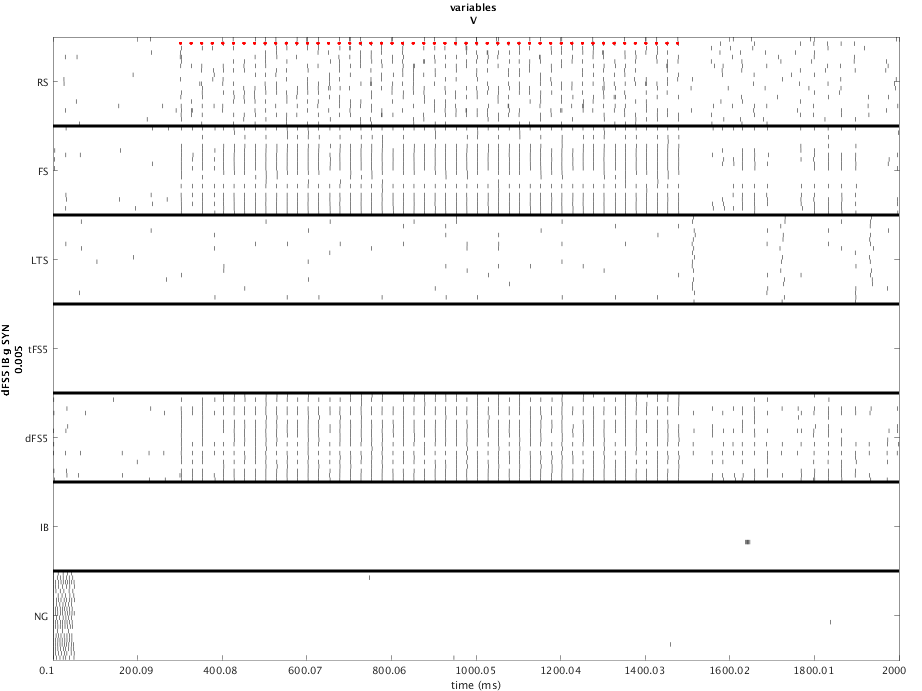 variables
V
RS
FS
LTS
tFS5
dFS5
IB
NG
dFS5 IB g SYN
0.005
0.1 200.09 400.08 600.07 800.06 1000.05 1200.04 1400.03 1600.02 1800.01 2000
time (ms)